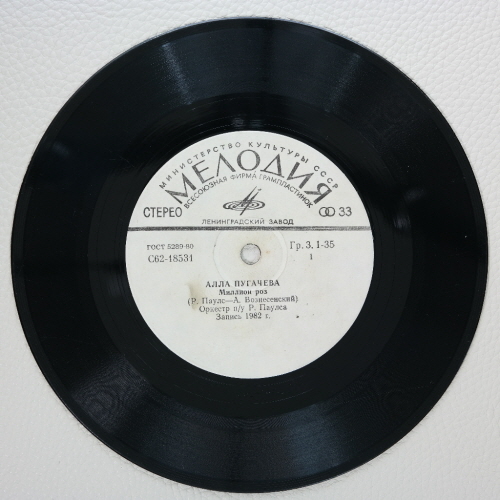 МИНИСТЕРСТВО КУЛЬТУРЫ СССР
МЕЛОДИЯ
ВСЕСОЮЗНАЯ ФИРМА ГРАМПЛАСТИНОК
СТЕРЕО 33
ЛЕНИНГРАДСКИЙ ЗАВОД
ГОСТ 5289-80 Гр. 3. 1-35
С62-18531 1
АЛЛА ПУГАЧЕВА
Миллион роз
(Р. Паулс—А. Вознесенский)
Оркестр п/у Р. Паулса
Запись 1982 г.